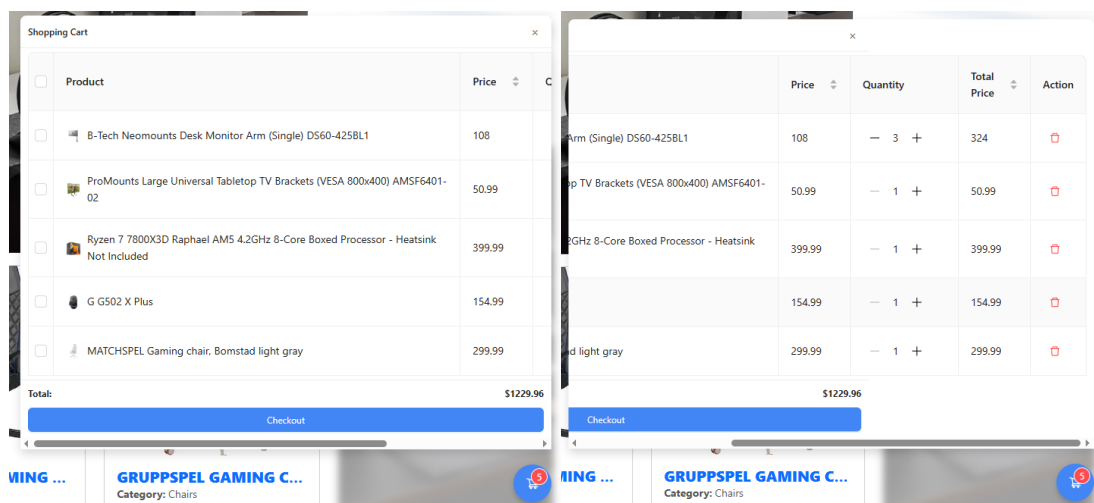 Shopping Cart
×
Product Price Q
B-Tech Neomounts Desk Monitor Arm (Single) DS60-425BL1 108
ProMounts Large Universal Tabletop TV Brackets (VESA 800x400) AMSF6401-
02
50.99
Ryzen 7 7800X3D Raphael AM5 4.2GHz 8-Core Boxed Processor - Heatsink
Not Included
399.99
G G502 X Plus 154.99
MATCHSPEL Gaming chair, Bomstad light gray 299.99
Total: $1229.96
Checkout
MING ...
GRUPPSPEL GAMING C...
Category: Chairs
5
×
Price Quantity Total
Price
Action
Arm (Single) DS60-425BL1 108 — 3 + 324
op TV Brackets (VESA 800x400) AMSF6401-
50.99 — 1 + 50.99
.2GHz 8-Core Boxed Processor - Heatsink
399.99 — 1 + 399.99
154.99 — 1 + 154.99
d light gray 299.99 — 1 + 299.99
$1229.96
Checkout
MING ...
GRUPPSPEL GAMING C...
Category: Chairs
5